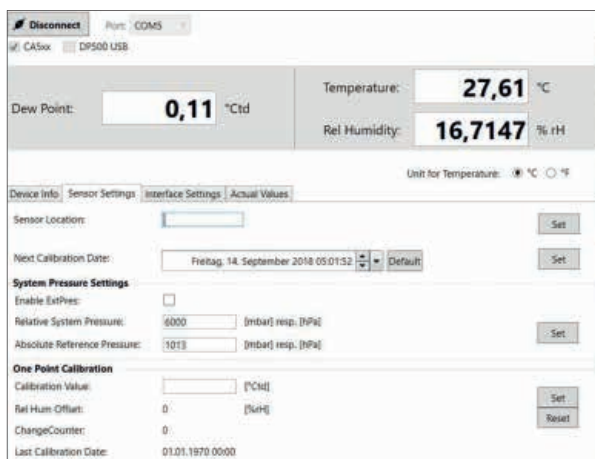 Disconnect Port: COM5
CA5xx DP500 USB
Dew Point: 0,11 °Ctd
Temperature: 27,61 °C
Rel Humidity: 16,7147 % rH
Unit for Temperature: °C °F
Device Info Sensor Settings Interface Settings Actual Values
Sensor Location: Set
Next Calibration Date: Freitag, 14. September 2018 05:01:52 Default Set
System Pressure Settings
Enable ExtPres:
Relative System Pressure: 6000 [mbar] resp. [hPa]
Set
Absolute Reference Pressure: 1013 [mbar] resp. [hPa]
One Point Calibration
Calibration Value: [°Ctd]
Set
Rel Hum Offset: 0 [%rH]
Reset
ChangeCounter: 0
Last Calibration Date: 01.01.1970 00:00